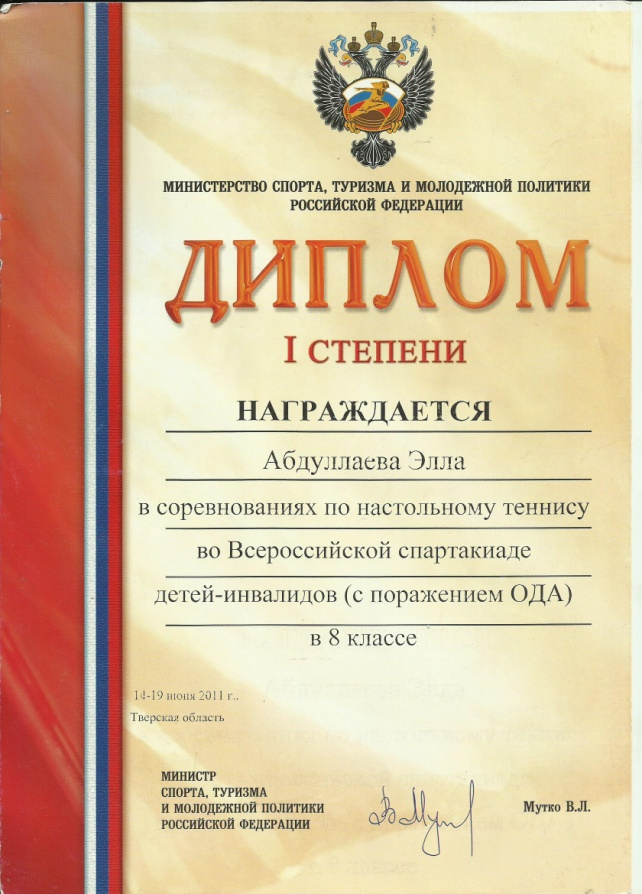 МИНИСТЕРСТВО СПОРТА, ТУРИЗМА И МОЛОДЕЖНОЙ ПОЛИТИКИ
РОССИЙСКОЙ ФЕДЕРАЦИИ
ДИПЛОМ
I СТЕПЕНИ
НАГРАЖДАЕТСЯ
Абдуллаева Элла
в соревнованиях по настольному теннису
во Всероссийской спартакиаде
детей-инвалидов (с поражением ОДА)
в 8 классе
14-19 июня 2011 г..
Тверская область
МИНИСТР
СПОРТА, ТУРИЗМА
И МОЛОДЕЖНОЙ ПОЛИТИКИ
РОССИЙСКОЙ ФЕДЕРАЦИИ
Мутко В.Л.